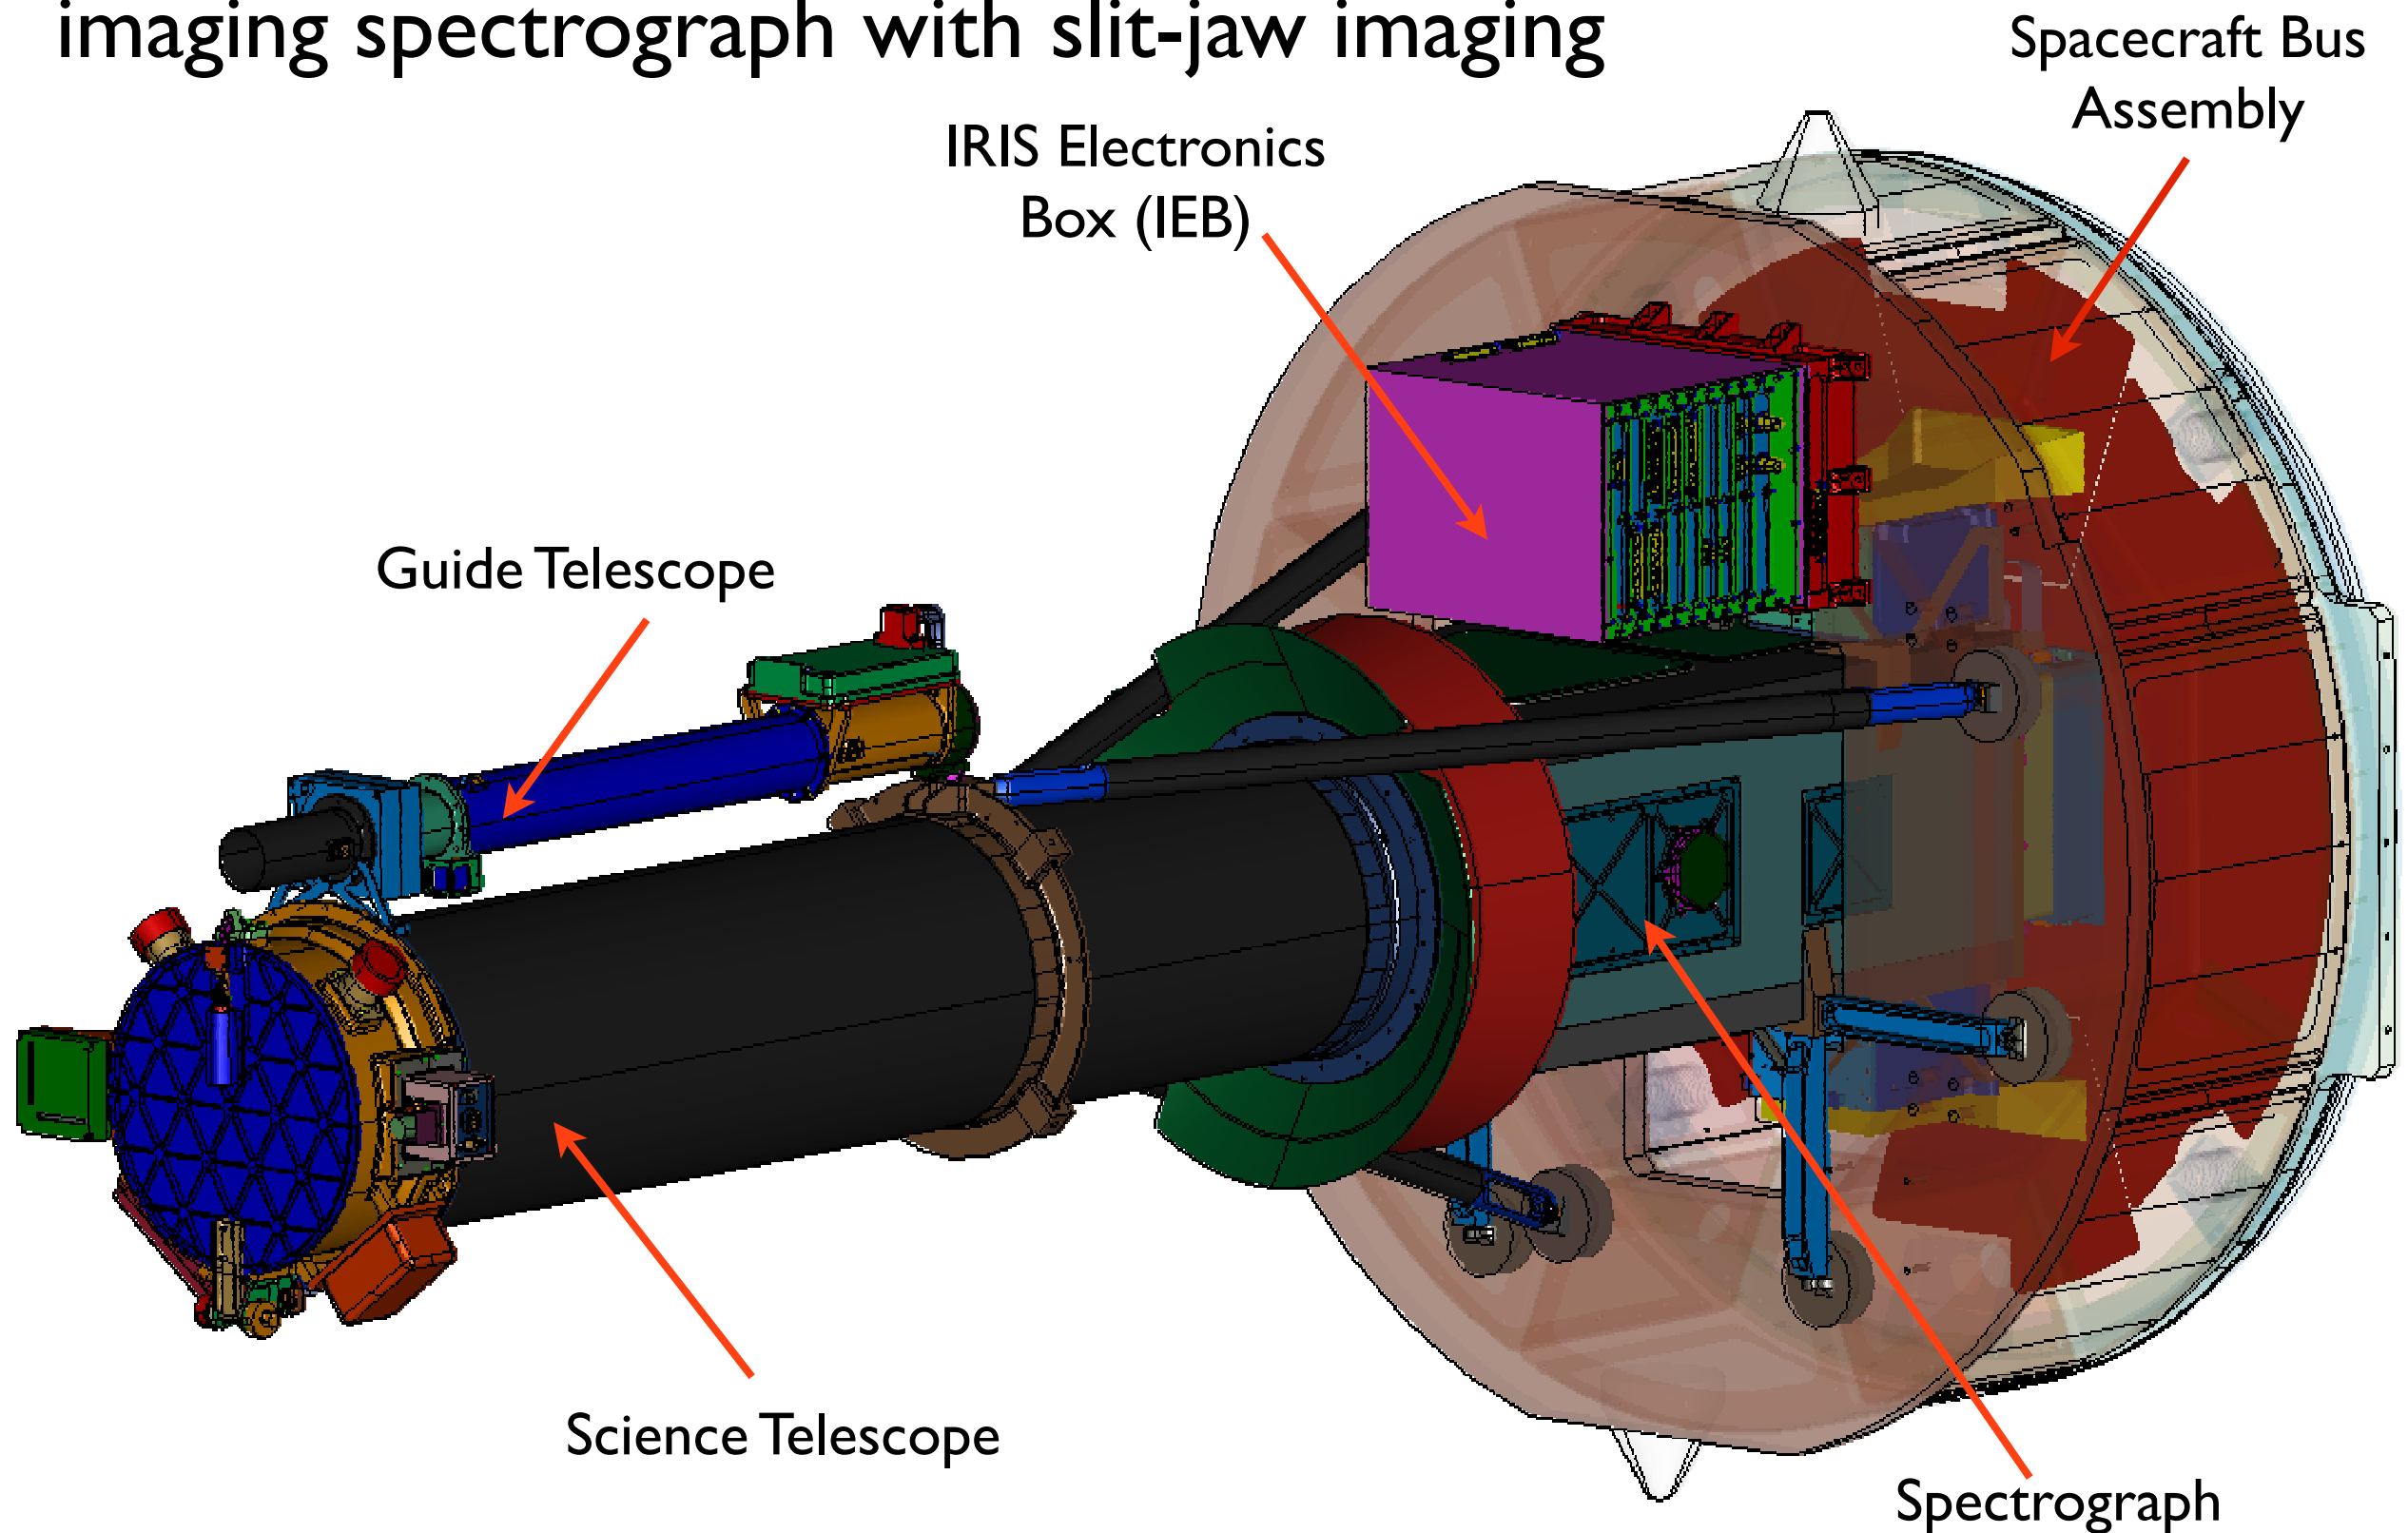 imaging spectrograph with slit-jaw imaging
Spacecraft Bus
Assembly
IRIS Electronics
Box (IEB)
Guide Telescope
Science Telescope
Spectrograph